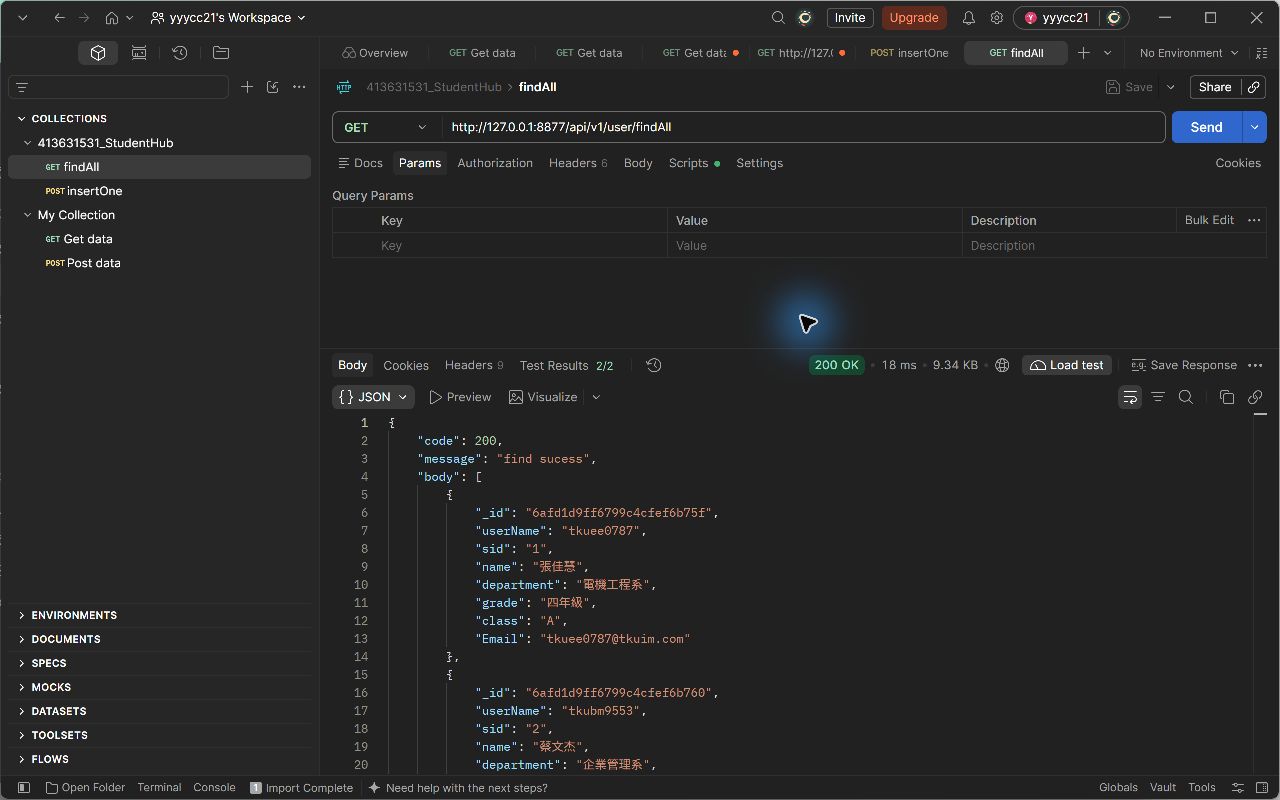 yyycc21's Workspace
Invite
Upgrade
yyycc21
Overview
GET Get data
GET Get data
GET Get data
GET http://127.0
POST insertOne
GET findAll
No Environment
HTTP 413631531_StudentHub > findAll
Save
Share
COLLECTIONS
413631531_StudentHub
GET findAll
POST insertOne
My Collection
GET Get data
POST Post data
GET http://127.0.0.1:8877/api/v1/user/findAll
Send
Docs Params Authorization Headers 6 Body Scripts Settings
Cookies
Query Params
Key Value Description Bulk Edit
Key Value Description
Body Cookies Headers 9 Test Results 2/2
200 OK 18 ms 9.34 KB Load test e.g. Save Response
{} JSON Preview Visualize
1 {
2 "code": 200,
3 "message": "find sucess",
4 "body": [
5 {
6 "_id": "6afd1d9ff6799c4cfef6b75f",
7 "userName": "tkuee0787",
8 "sid": "1",
9 "name": "張佳慧",
10 "department": "電機工程系",
11 "grade": "四年級",
12 "class": "A",
13 "Email": "tkuee0787@tkuim.com"
14 },
15 {
16 "_id": "6afd1d9ff6799c4cfef6b760",
17 "userName": "tkubm9553",
18 "sid": "2",
19 "name": "蔡文杰",
20 "department": "企業管理系",
ENVIRONMENTS
DOCUMENTS
SPECS
MOCKS
DATASETS
TOOLSETS
FLOWS
Open Folder Terminal Console 1 Import Complete Need help with the next steps?
Globals Vault Tools